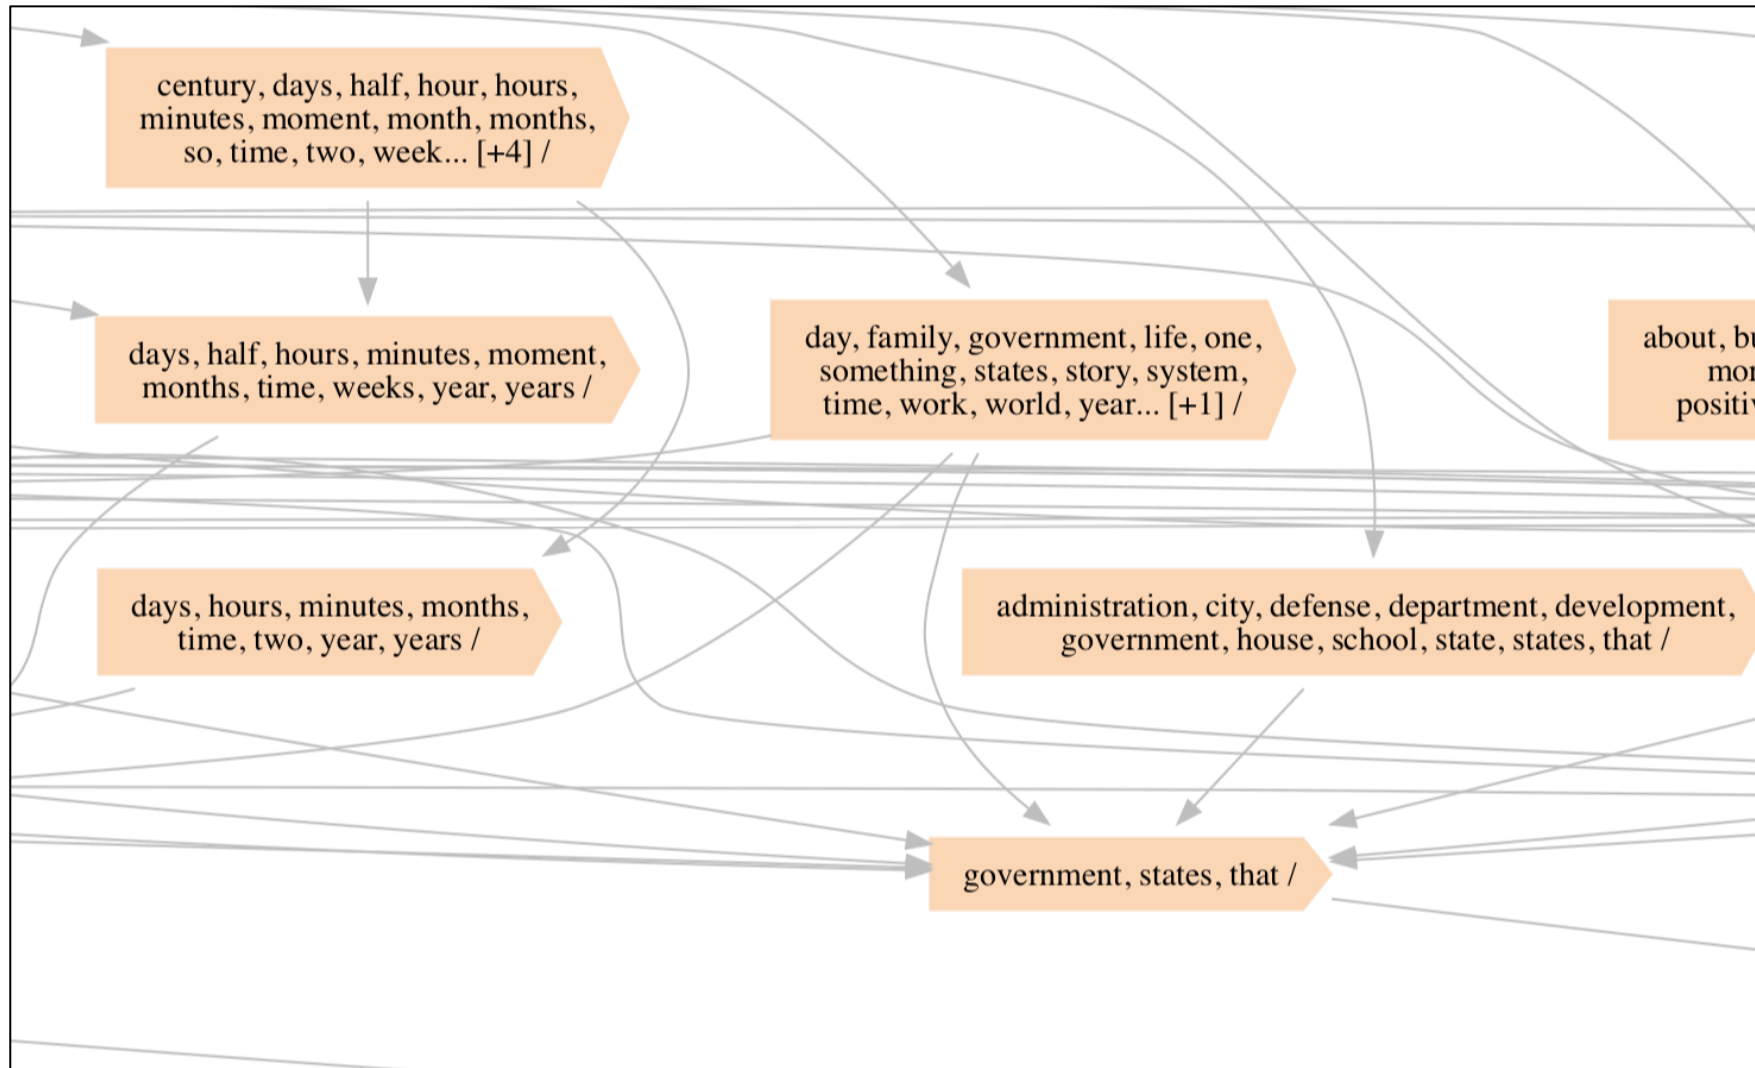 century, days, half, hour, hours,
minutes, moment, month, months,
so, time, two, week... [+4] /
days, half, hours, minutes, moment,
months, time, weeks, year, years /
day, family, government, life, one,
something, states, story, system,
time, work, world, year... [+1] /
about,
days, hours, minutes, months,
time, two, year, years /
administration, city, defense, department, development,
government, house, school, state, states, that /
government, states, that /